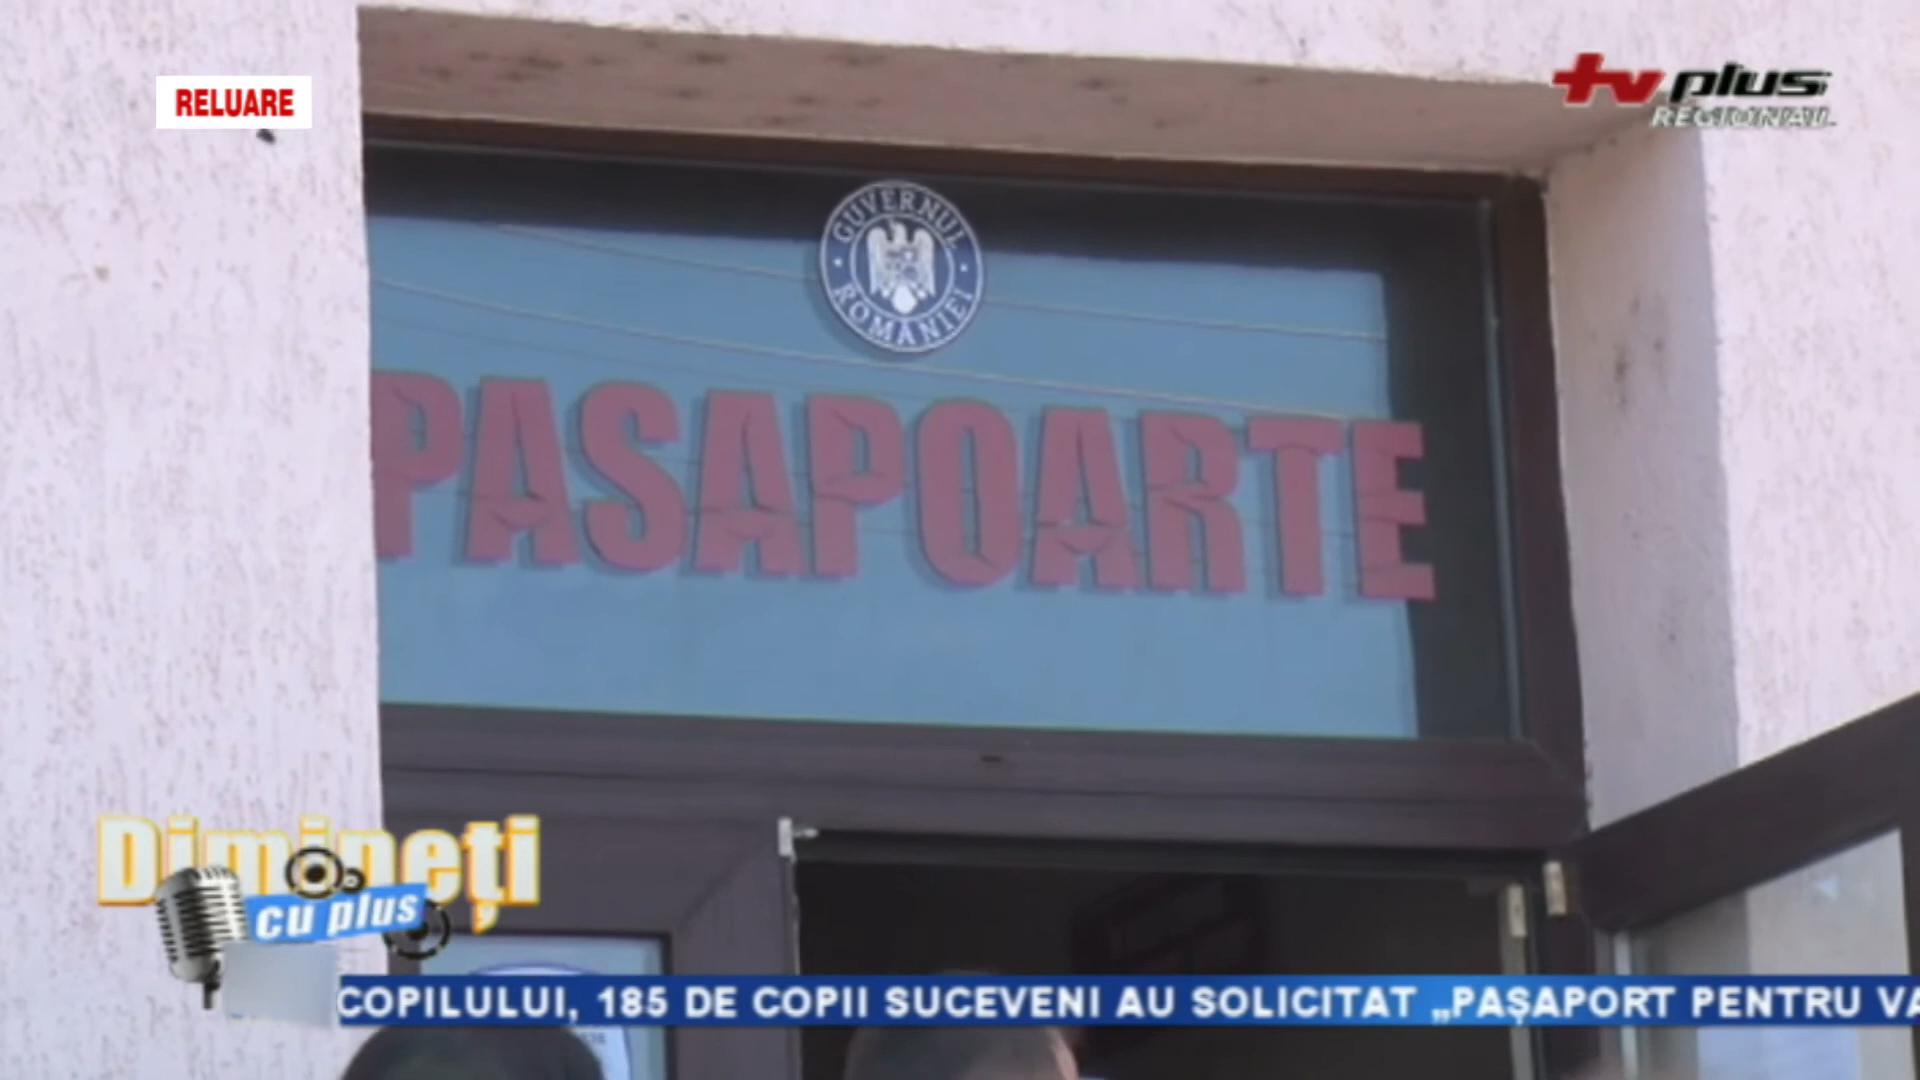 RELUARE
tv plus
REGIONAL
GUVERNUL
ROMÂNIEI
PASAPOARTE
Dimineți
cu plus
COPILULUI, 185 DE COPII SUCEVENI AU SOLICITAT „PAȘAPORT PENTRU VA